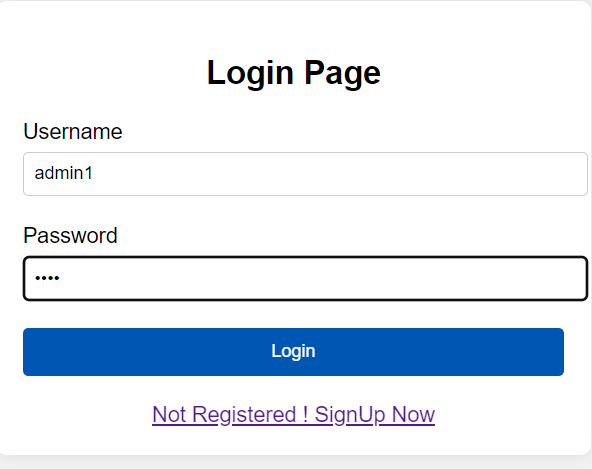 Login Page
Username
admin1
Password
••••
Login
Not Registered ! SignUp Now